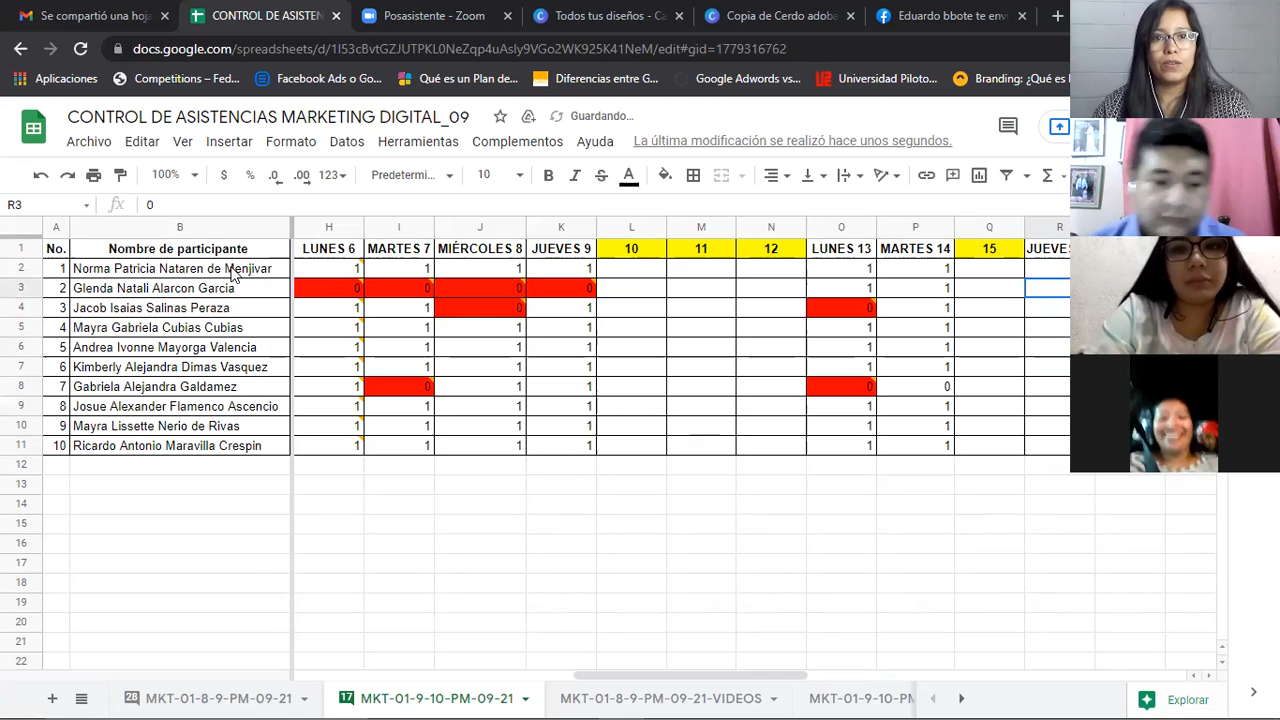 Se compartió una hoja
CONTROL DE ASISTEN
Posasistente - Zoom
Todos tus diseños - Ca
Copia de Cerdo adoba
Eduardo bbote te env
docs.google.com/spreadsheets/d/1I53cBvtGZJUTPKL0NeZqp4uAsly9VGo2WK925K41NeM/edit#gid=1779316762
Aplicaciones
Competitions – Fed...
Facebook Ads o Go...
Qué es un plan de...
Diferencias entre G...
Google Adwords vs...
Universidad Piloto
Branding: ¿Qué es
CONTROL DE ASISTENCIAS MARKETING DIGITAL_09
Guardando...
Archivo Editar Ver Insertar Formato Datos Herramientas Complementos Ayuda La última modificación se realizó hace unos segundos.
100% $ % .0 .00 123 Predetermi... 10 B I S A
R3 fx 0
A B H I J K L M N O P Q R
1 No. Nombre de participante LUNES 6 MARTES 7 MIÉRCOLES 8 JUEVES 9 10 11 12 LUNES 13 MARTES 14 15 JUEVES
2 1 Norma Patricia Nataren de Menjivar 1 1 1 1 1 1
3 2 Glenda Natali Alarcon Garcia 0 0 0 0 1 1
4 3 Jacob Isaias Salinas Peraza 1 1 0 1 0 1
5 4 Mayra Gabriela Cubias Cubias 1 1 1 1 1 1
6 5 Andrea Ivonne Mayorga Valencia 1 1 1 1 1 1
7 6 Kimberly Alejandra Dimas Vasquez 1 1 1 1 1 1
8 7 Gabriela Alejandra Galdamez 1 0 1 1 0 0
9 8 Josue Alexander Flamenco Ascencio 1 1 1 1 1 1
10 9 Mayra Lissette Nerio de Rivas 1 1 1 1 1 1
11 10 Ricardo Antonio Maravilla Crespin 1 1 1 1 1 1
12
13
14
15
16
17
18
19
20
21
22
28 MKT-01-8-9-PM-09-21
17 MKT-01-9-10-PM-09-21
MKT-01-8-9-PM-09-21-VIDEOS
MKT-01-9-10-PM
Explorar